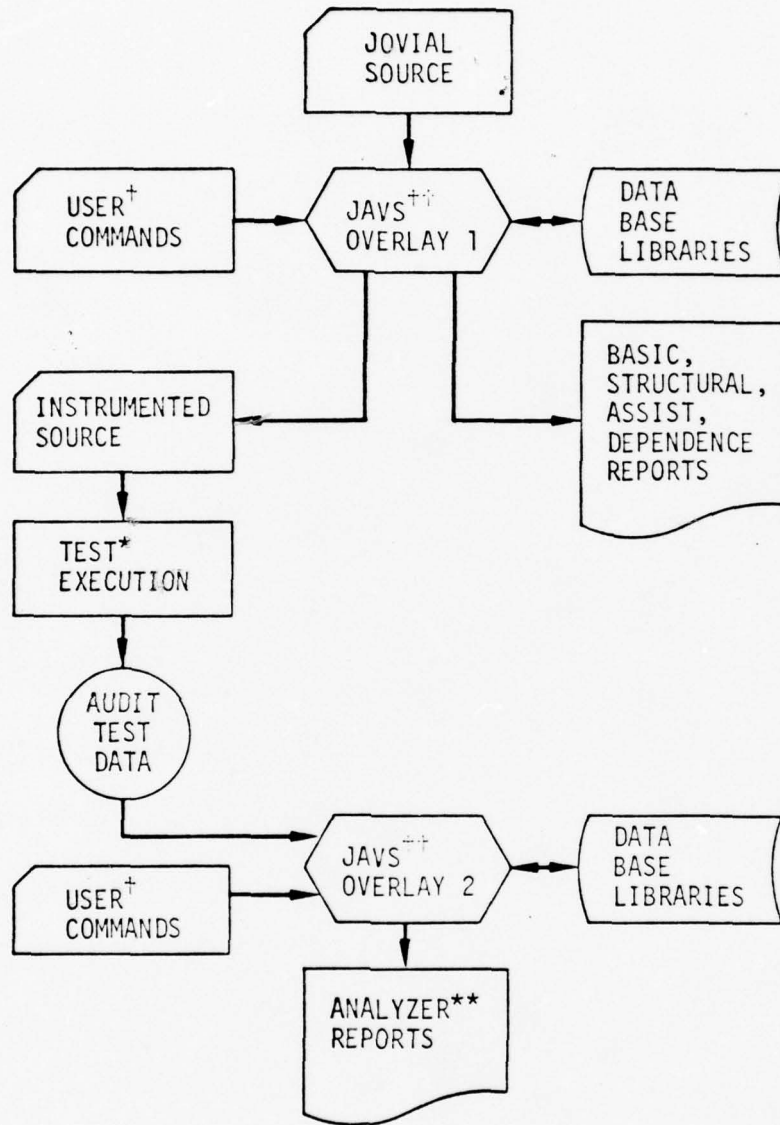 JOVIAL
SOURCE
USER†
COMMANDS
JAVS††
OVERLAY 1
DATA
BASE
LIBRARIES
BASIC,
STRUCTURAL,
ASSIST,
DEPENDENCE
REPORTS
INSTRUMENTED
SOURCE
TEST*
EXECUTION
AUDIT
TEST
DATA
JAVS††
OVERLAY 2
DATA
BASE
LIBRARIES
USER†
COMMANDS
ANALYZER**
REPORTS